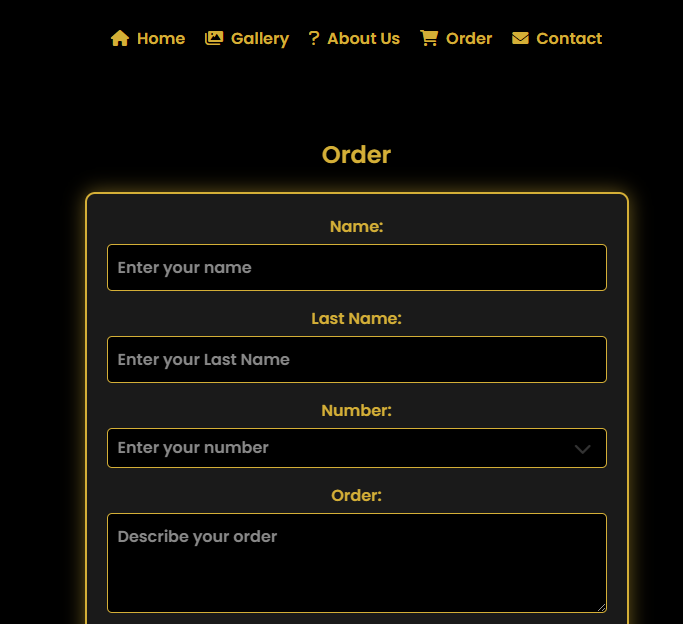 Home Gallery ? About Us Order Contact
Order
Name:
Enter your name
Last Name:
Enter your Last Name
Number:
Enter your number
Order:
Describe your order